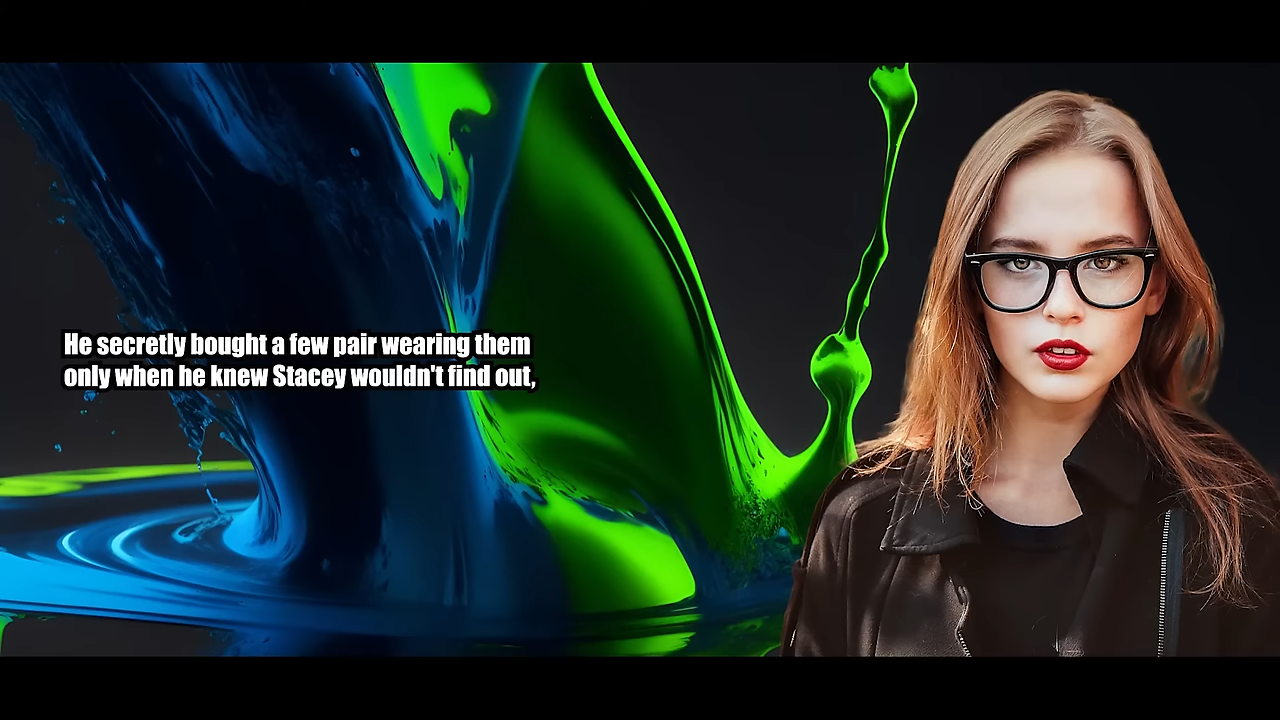 He secretly bought a few pair wearing them
only when he knew Stacey wouldn't find out,